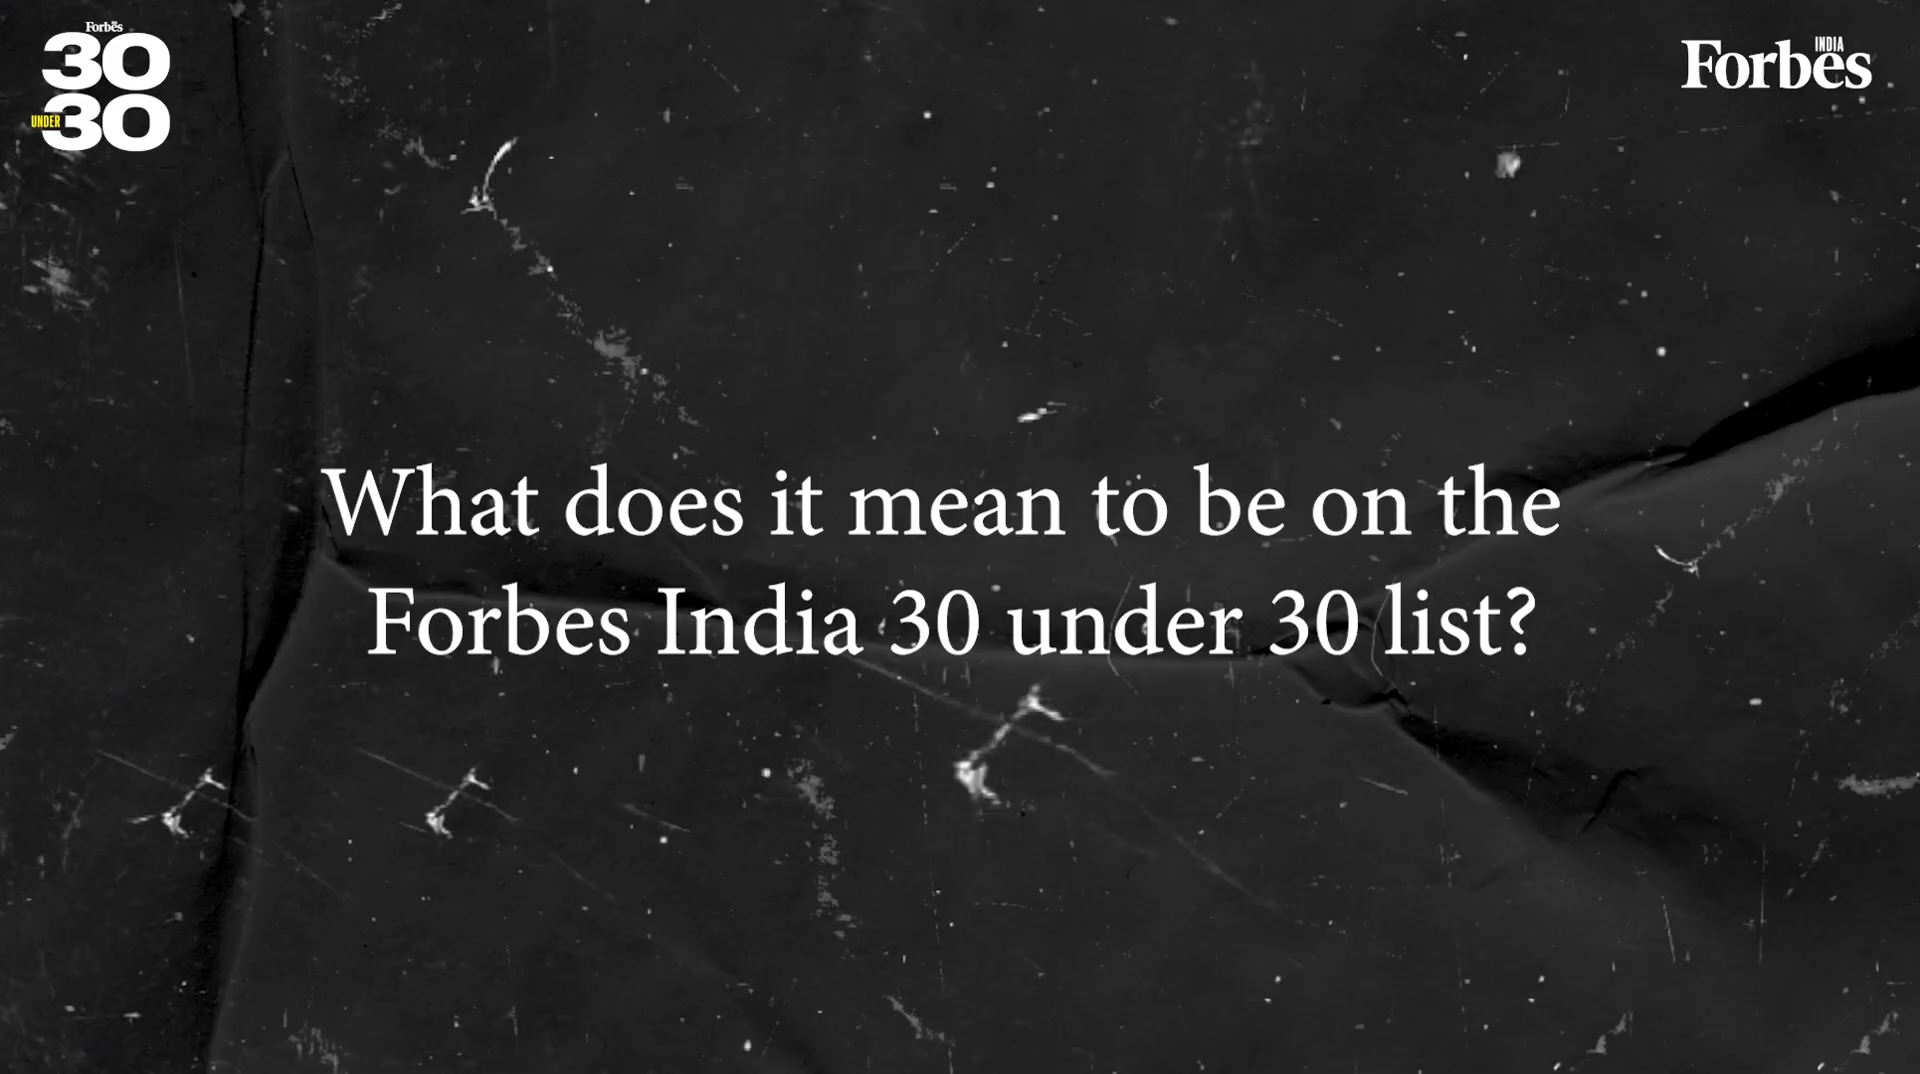 Forbes
30
UNDER
30
Forbes
INDIA
What does it mean to be on the
Forbes India 30 under 30 list?